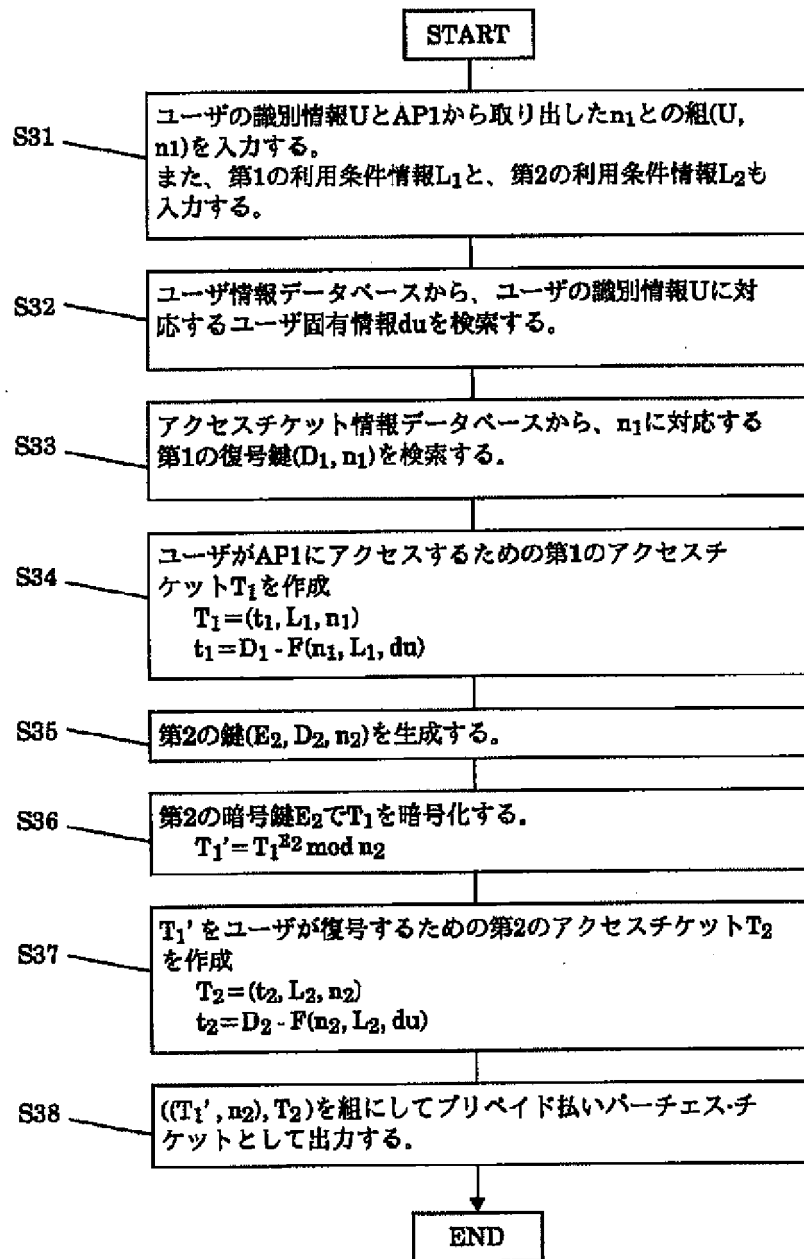 START
S31
ユーザの識別情報UとAP1から取り出したn₁との組(U,
n1)を入力する。
また、第1の利用条件情報L₁と、第2の利用条件情報L₂も
入力する。
S32
ユーザ情報データベースから、ユーザの識別情報Uに対
応するユーザ固有情報duを検索する。
S33
アクセスチケット情報データベースから、n₁に対応する
第1の復号鍵(D₁, n₁)を検索する。
S34
ユーザがAP1にアクセスするための第1のアクセスチ
ケットT₁を作成
T₁=(t₁, L₁, n₁)
t₁=D₁ - F(n₁, L₁, du)
S35
第2の鍵(E₂, D₂, n₂)を生成する。
S36
第2の暗号鍵E₂でT₁を暗号化する。
T₁'=T₁^E₂ mod n₂
S37
T₁'をユーザが復号するための第2のアクセスチケットT₂
を作成
T₂=(t₂, L₂, n₂)
t₂=D₂ - F(n₂, L₂, du)
S38
((T₁', n₂), T₂)を組にしてプリペイド払いパーチェス・チ
ケットとして出力する。
END